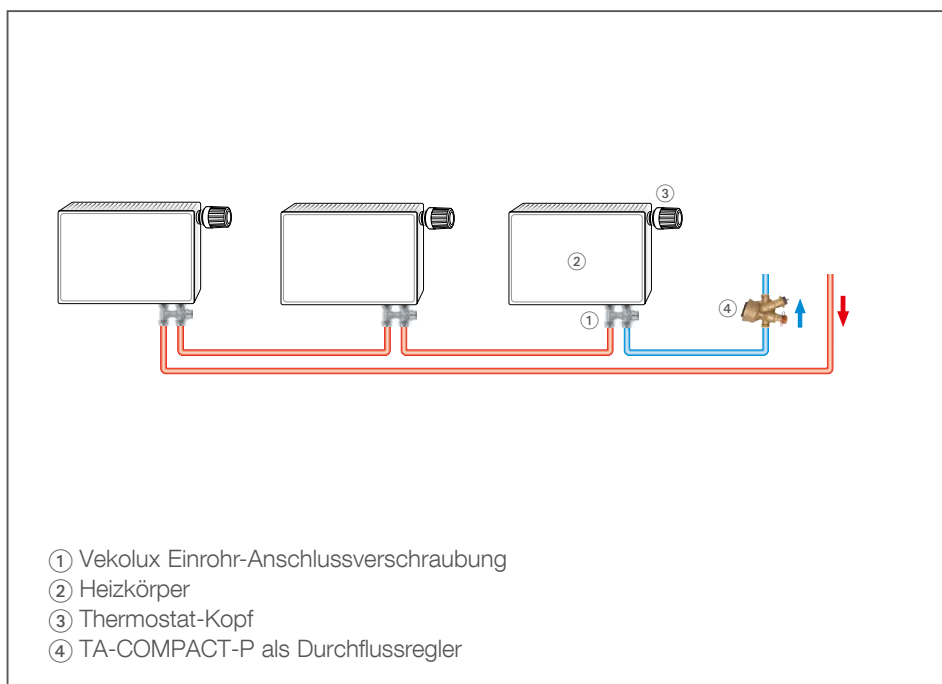 ③
②
④
①
① Vekolux Einrohr-Anschlussverschraubung
② Heizkörper
③ Thermostat-Kopf
④ TA-COMPACT-P als Durchflussregler